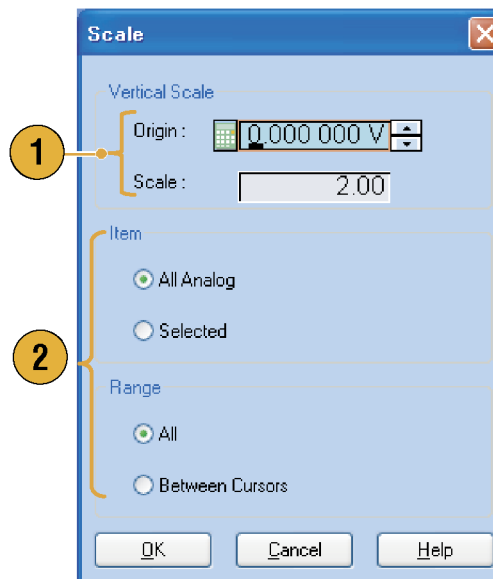 Scale
Vertical Scale
1
Origin : 0.000 000 V
Scale : 2.00
Item
All Analog
Selected
2
Range
All
Between Cursors
OK Cancel Help